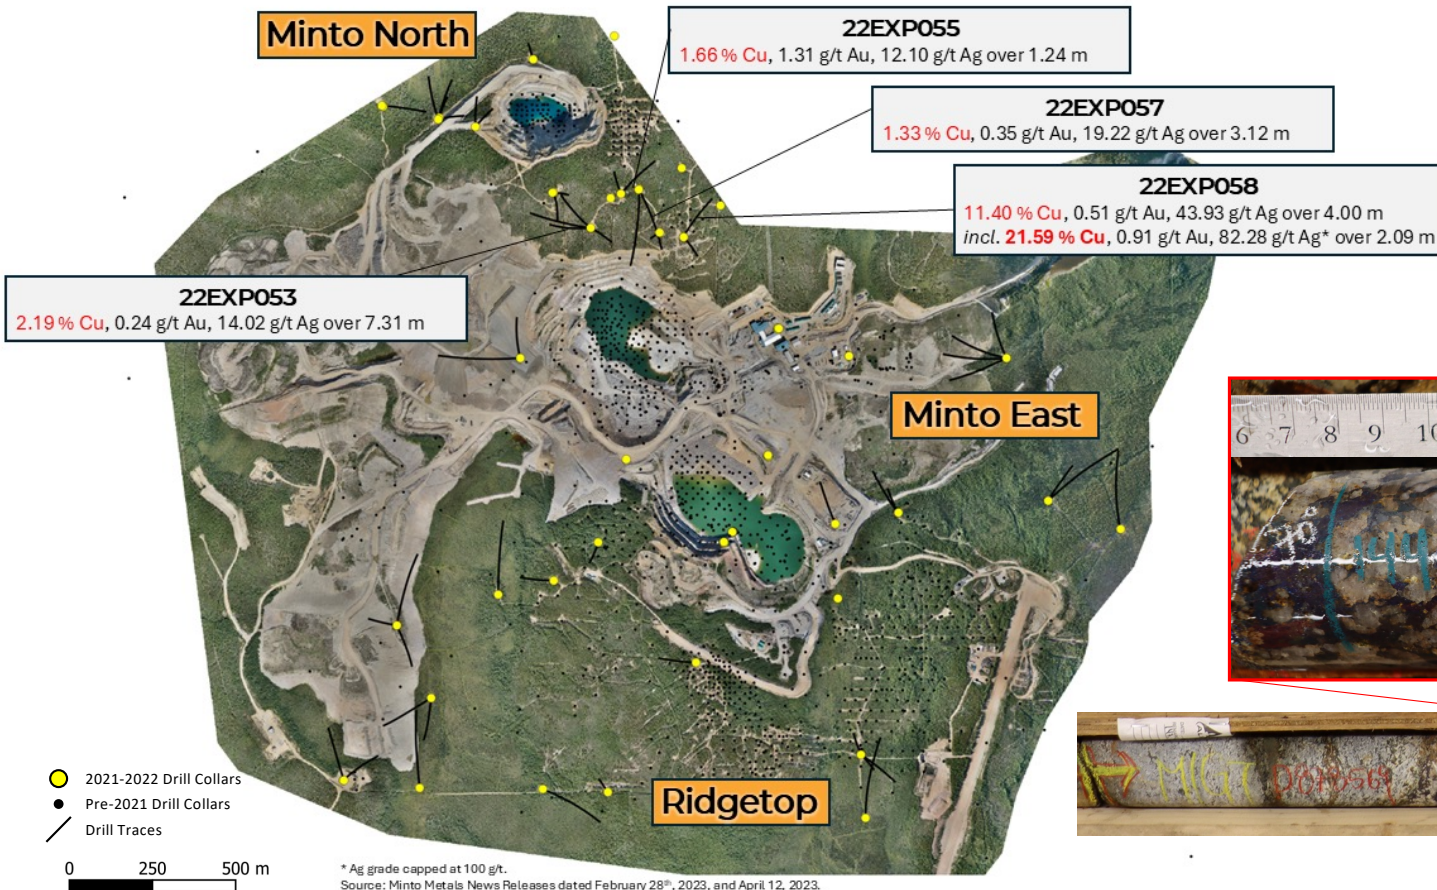 Minto North
22EXP055
1.66 % Cu, 1.31 g/t Au, 12.10 g/t Ag over 1.24 m
22EXP057
1.33 % Cu, 0.35 g/t Au, 19.22 g/t Ag over 3.12 m
22EXP058
11.40 % Cu, 0.51 g/t Au, 43.93 g/t Ag over 4.00 m
incl. 21.59 % Cu, 0.91 g/t Au, 82.28 g/t Ag* over 2.09 m
22EXP053
2.19 % Cu, 0.24 g/t Au, 14.02 g/t Ag over 7.31 m
Minto East
6 7 8 9 10
144
Ridgetop
2021-2022 Drill Collars
Pre-2021 Drill Collars
Drill Traces
0 250 500 m
* Ag grade capped at 100 g/t.
Source: Minto Metals News Releases dated February 28th, 2023, and April 12, 2023.